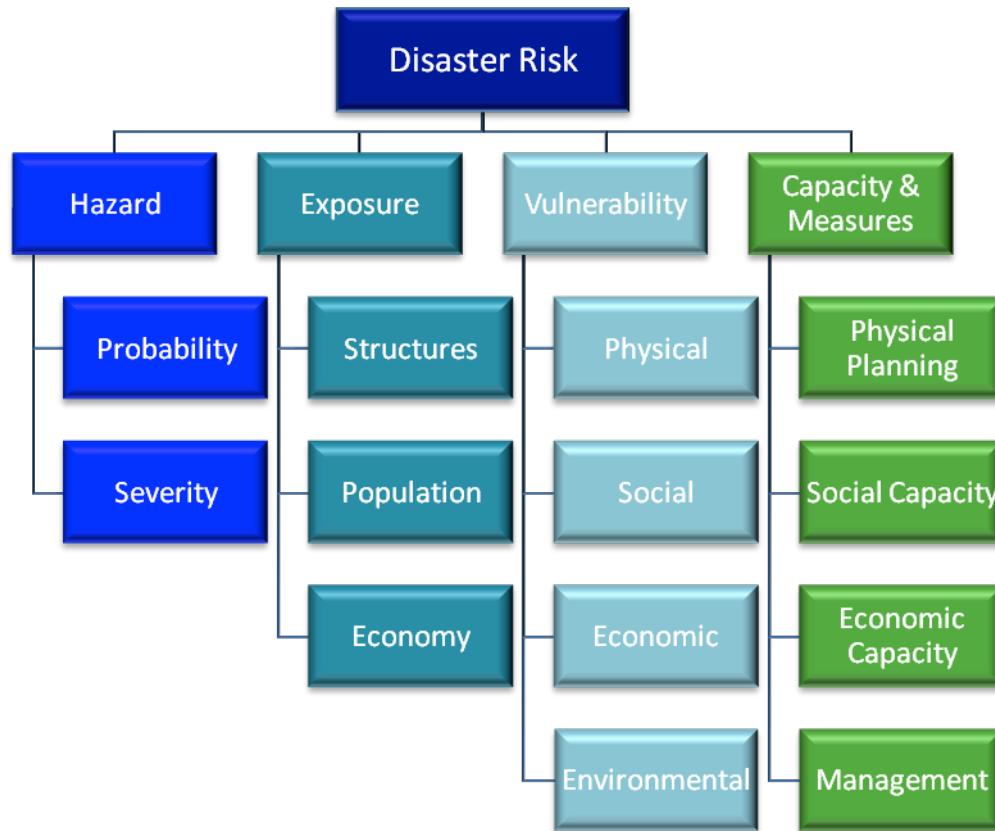 Disaster Risk
Hazard
Exposure
Vulnerability
Capacity &
Measures
Probability
Structures
Physical
Physical
Planning
Severity
Population
Social
Social Capacity
Economy
Economic
Economic
Capacity
Environmental
Management